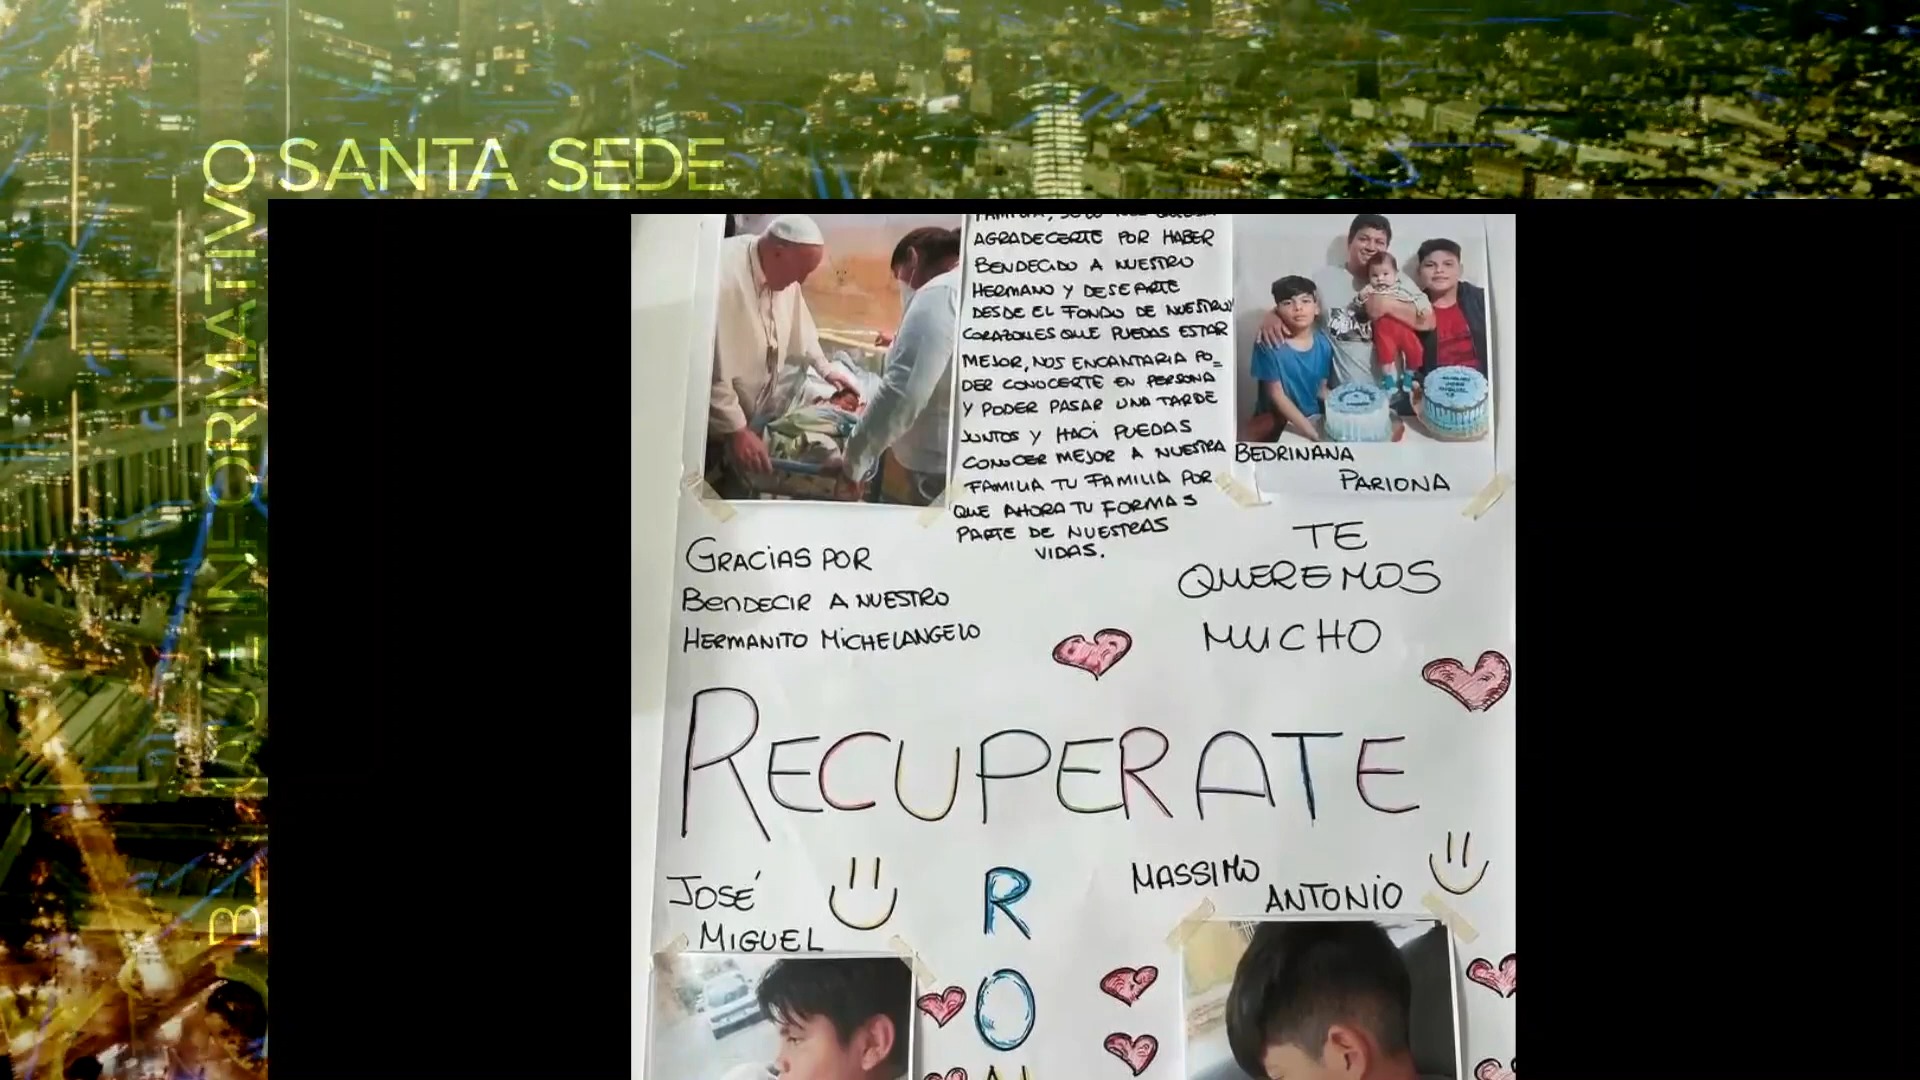 SANTA SEDE
BLOQUE INFORMATIVO
AGRADECERTE POR HABER
BENDECIDO A NUESTRO
HERMANO Y DESEARTE
DESDE EL FONDO DE NUESTROS
CORAZONES QUE PUEDAS ESTAR
MEJOR, NOS ENCANTARIA PO=
DER CONOCERTE EN PERSONA
Y PODER PASAR UNA TARDE
JUNTOS Y HACI PUEDAS
CONOCER MEJOR A NUESTRA
FAMILIA TU FAMILIA POR
QUE AHORA TU FORMAS
PARTE DE NUESTRAS
VIDAS.
BEDRINANA
PARIONA
GRACIAS POR
BENDECIR A NUESTRO
HERMANITO MICHELANGELO
TE
QUEREMOS
MUCHO
RECUPERATE
JOSÉ
MIGUEL
R
O
MASSIMO
ANTONIO